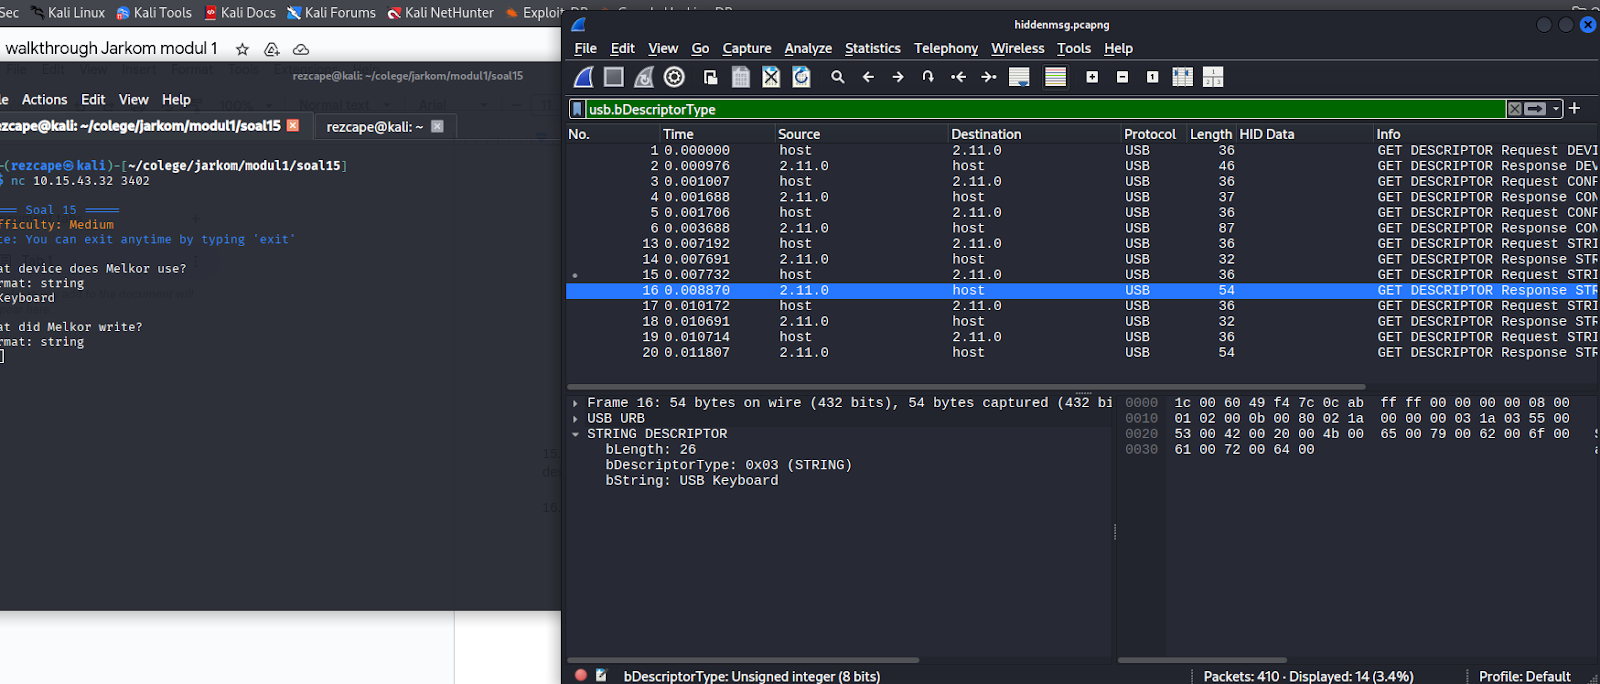 Sec Kali Linux Kali Tools Kali Docs Kali Forums Kali NetHunter Exploit
walkthrough Jarkom modul 1
rezcape@kali: ~/colege/jarkom/modul1/soal15
le Actions Edit View Help
ezcape@kali: ~/colege/jarkom/modul1/soal15 rezcape@kali: ~
-(rezcape㉿kali)-[~/colege/jarkom/modul1/soal15]
$ nc 10.15.43.32 3402
Soal 15
fficulty: Medium
te: You can exit anytime by typing 'exit'
at device does Melkor use?
rmat: string
Keyboard
at did Melkor write?
rmat: string
hiddenmsg.pcapng
File Edit View Go Capture Analyze Statistics Telephony Wireless Tools Help
usb.bDescriptorType
No. Time Source Destination Protocol Length HID Data Info
1 0.000000 host 2.11.0 USB 36 GET DESCRIPTOR Request DEVI
2 0.000976 2.11.0 host USB 46 GET DESCRIPTOR Response DEV
3 0.001007 host 2.11.0 USB 36 GET DESCRIPTOR Request CONF
4 0.001688 2.11.0 host USB 37 GET DESCRIPTOR Response CON
5 0.001706 host 2.11.0 USB 36 GET DESCRIPTOR Request CONF
6 0.003688 2.11.0 host USB 87 GET DESCRIPTOR Response CON
13 0.007192 host 2.11.0 USB 36 GET DESCRIPTOR Request STRI
14 0.007691 2.11.0 host USB 32 GET DESCRIPTOR Response STR
15 0.007732 host 2.11.0 USB 36 GET DESCRIPTOR Request STRI
16 0.008870 2.11.0 host USB 54 GET DESCRIPTOR Response STR
17 0.010172 host 2.11.0 USB 36 GET DESCRIPTOR Request STRI
18 0.010691 2.11.0 host USB 32 GET DESCRIPTOR Response STR
19 0.010714 host 2.11.0 USB 36 GET DESCRIPTOR Request STRI
20 0.011807 2.11.0 host USB 54 GET DESCRIPTOR Response STR
Frame 16: 54 bytes on wire (432 bits), 54 bytes captured (432 bi
USB URB
STRING DESCRIPTOR
bLength: 26
bDescriptorType: 0x03 (STRING)
bString: USB Keyboard
0000 1c 00 60 49 f4 7c 0c ab ff ff 00 00 00 00 08 00
0010 01 02 00 0b 00 80 02 1a 00 00 00 03 1a 03 55 00
0020 53 00 42 00 20 00 4b 00 65 00 79 00 62 00 6f 00
0030 61 00 72 00 64 00
bDescriptorType: Unsigned integer (8 bits) Packets: 410 · Displayed: 14 (3.4%) Profile: Default